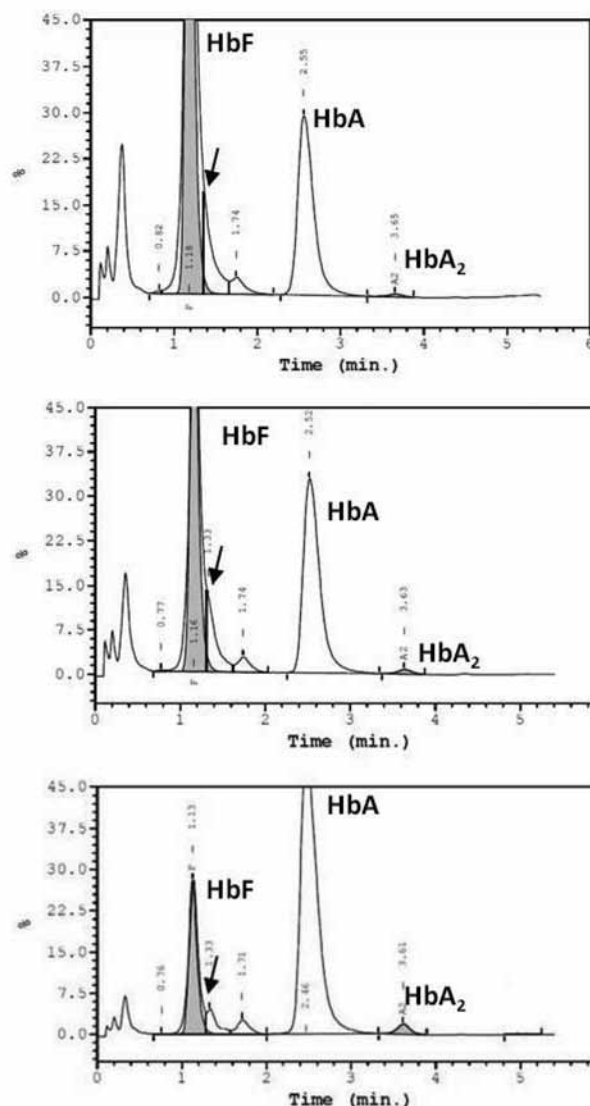 45.0
37.5
30.0
22.5
15.0
7.5
0.0
%
HbF
HbA
HbA₂
0.82
1.18
F
1.74
2.55
A2
3.65
0 1 2 3 4 5 6
Time (min.)
45.0
37.5
30.0
22.5
15.0
7.5
0.0
%
HbF
HbA
HbA₂
0.77
1.16
F
1.33
1.74
2.52
A2
3.63
0 1 2 3 4 5
Time (min.)
45.0
37.5
30.0
22.5
15.0
7.5
0.0
%
HbA
HbF
HbA₂
0.76
F
1.13
1.33
1.71
2.46
A2
3.61
0 1 2 3 4 5
Time (min.)